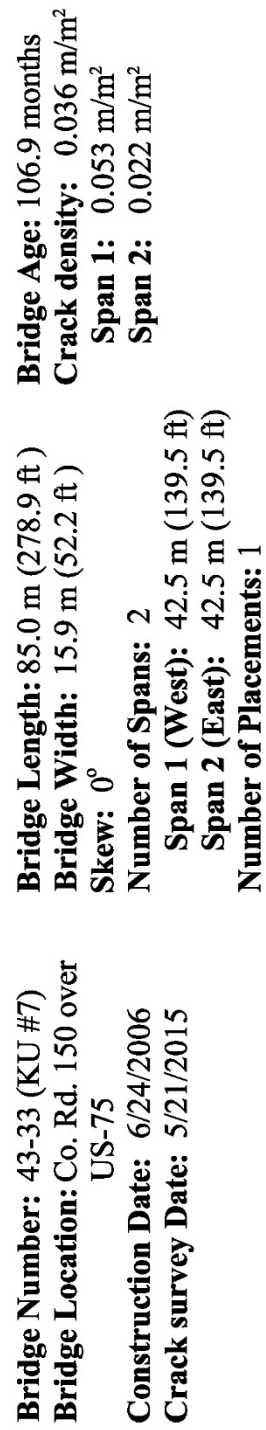 Bridge Number: 43-33 (KU #7)
Bridge Location: Co. Rd. 150 over
US-75
Construction Date: 6/24/2006
Crack survey Date: 5/21/2015
Bridge Length: 85.0 m (278.9 ft )
Bridge Width: 15.9 m (52.2 ft )
Skew: 0°
Number of Spans: 2
Span 1 (West): 42.5 m (139.5 ft)
Span 2 (East): 42.5 m (139.5 ft)
Number of Placements: 1
Bridge Age: 106.9 months
Crack density: 0.036 m/m²
Span 1: 0.053 m/m²
Span 2: 0.022 m/m²